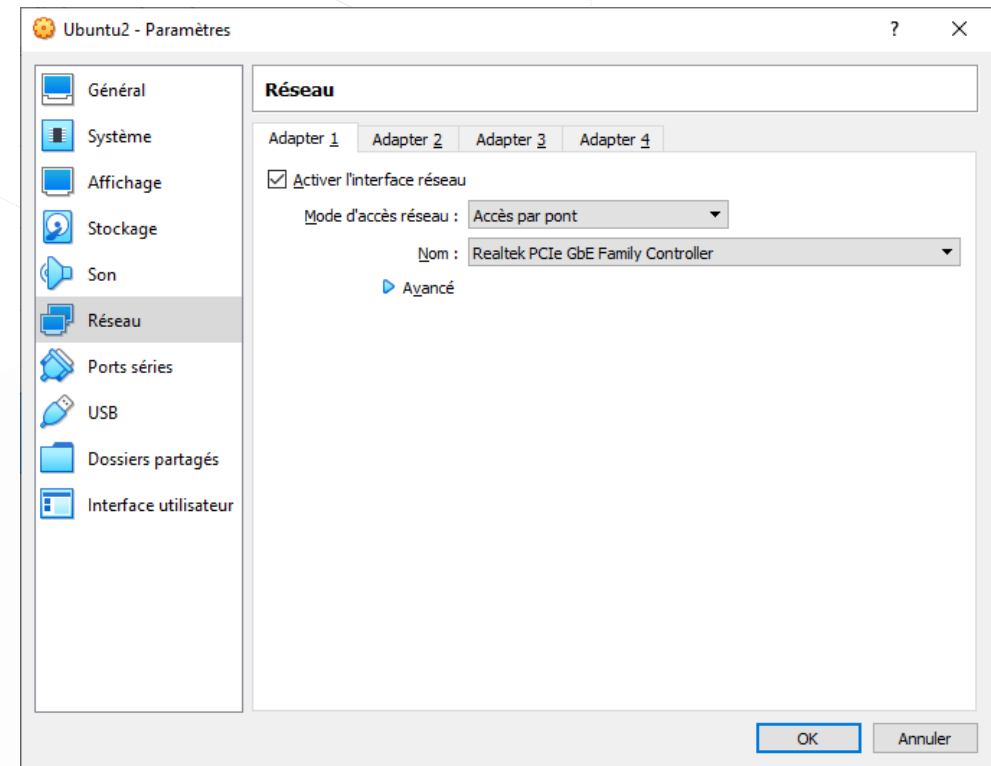 Ubuntu2 - Paramètres
?
Général
Système
Affichage
Stockage
Son
Réseau
Ports séries
USB
Dossiers partagés
Interface utilisateur
Réseau
Adapter 1 Adapter 2 Adapter 3 Adapter 4
Activer l'interface réseau
Mode d'accès réseau : Accès par pont
Nom : Realtek PCIe GbE Family Controller
Avancé
OK Annuler